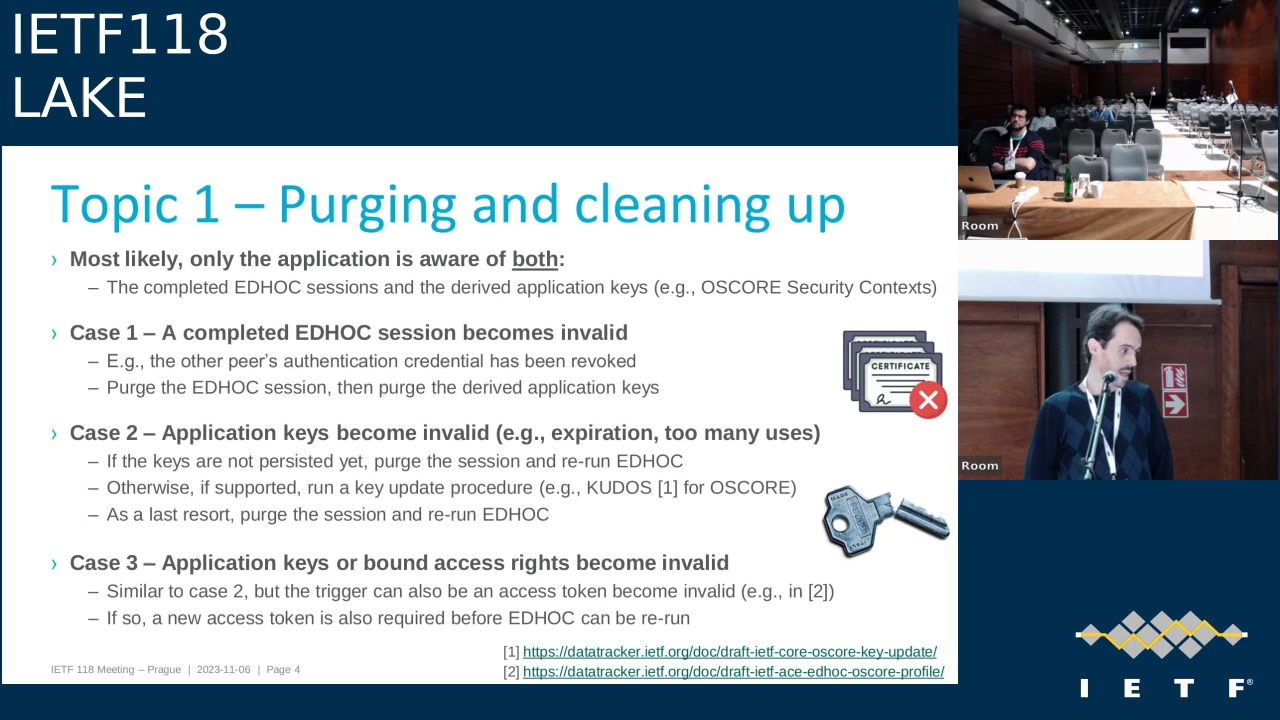 IETF118
LAKE
Topic 1 – Purging and cleaning up
› Most likely, only the application is aware of both:
– The completed EDHOC sessions and the derived application keys (e.g., OSCORE Security Contexts)
› Case 1 – A completed EDHOC session becomes invalid
– E.g., the other peer's authentication credential has been revoked
– Purge the EDHOC session, then purge the derived application keys
CERTIFICATE
› Case 2 – Application keys become invalid (e.g., expiration, too many uses)
– If the keys are not persisted yet, purge the session and re-run EDHOC
– Otherwise, if supported, run a key update procedure (e.g., KUDOS [1] for OSCORE)
– As a last resort, purge the session and re-run EDHOC
› Case 3 – Application keys or bound access rights become invalid
– Similar to case 2, but the trigger can also be an access token become invalid (e.g., in [2])
– If so, a new access token is also required before EDHOC can be re-run
[1] https://datatracker.ietf.org/doc/draft-ietf-core-oscore-key-update/
[2] https://datatracker.ietf.org/doc/draft-ietf-ace-edhoc-oscore-profile/
IETF 118 Meeting – Prague | 2023-11-06 | Page 4
Room
Room
I E T F®